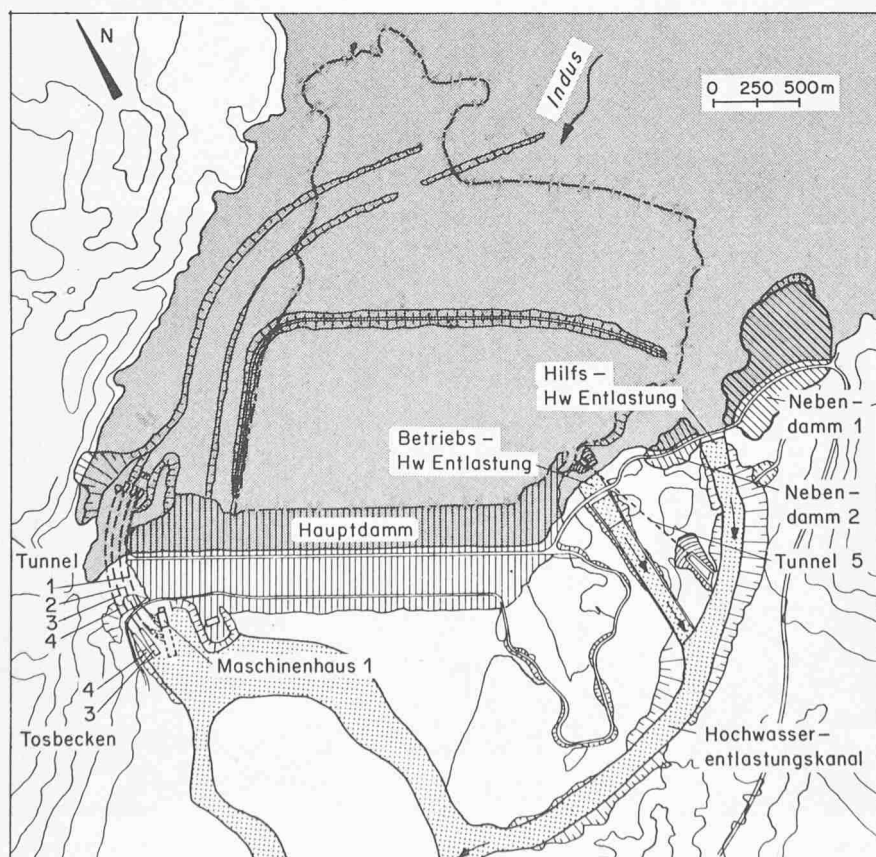 N
Indus
0 250 500m
Hilfs –
Hw Entlastung
Betriebs –
Hw Entlastung
Neben–
damm 1
Hauptdamm
Neben–
damm 2
Tunnel 5
Tunnel
1
2
3
4
Maschinenhaus 1
4
3
Tosbecken
Hochwasser–
entlastungskanal